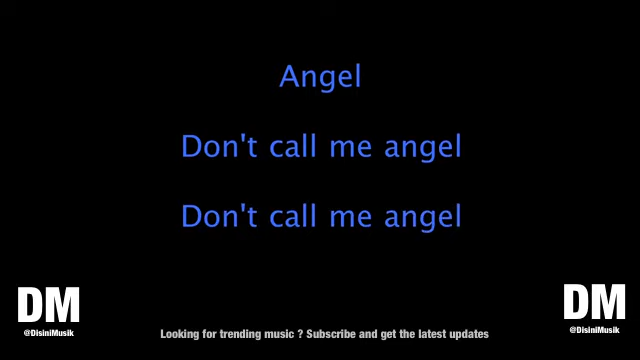 Angel
Don't call me angel
Don't call me angel
DM
@DisiniMusik
DM
@DisiniMusik
Looking for trending music ? Subscribe and get the latest updates